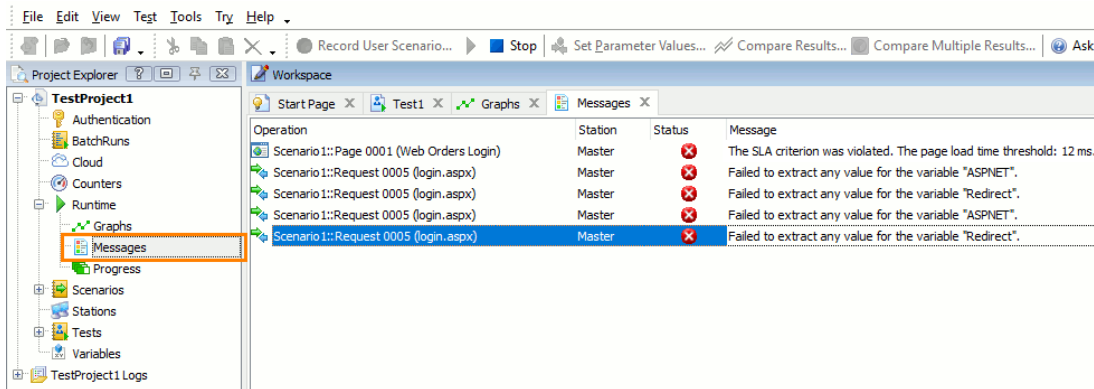 File Edit View Test Tools Try Help
Record User Scenario... Stop Set Parameter Values... Compare Results... Compare Multiple Results... Ask
Project Explorer
Workspace
TestProject1
Authentication
BatchRuns
Cloud
Counters
Runtime
Graphs
Messages
Progress
Scenarios
Stations
Tests
Variables
TestProject1 Logs
Start Page Test1 Graphs Messages
Operation Station Status Message
Scenario1::Page 0001 (Web Orders Login) Master The SLA criterion was violated. The page load time threshold: 12 ms.
Scenario1::Request 0005 (login.aspx) Master Failed to extract any value for the variable "ASPNET".
Scenario1::Request 0005 (login.aspx) Master Failed to extract any value for the variable "Redirect".
Scenario1::Request 0005 (login.aspx) Master Failed to extract any value for the variable "ASPNET".
Scenario1::Request 0005 (login.aspx) Master Failed to extract any value for the variable "Redirect".